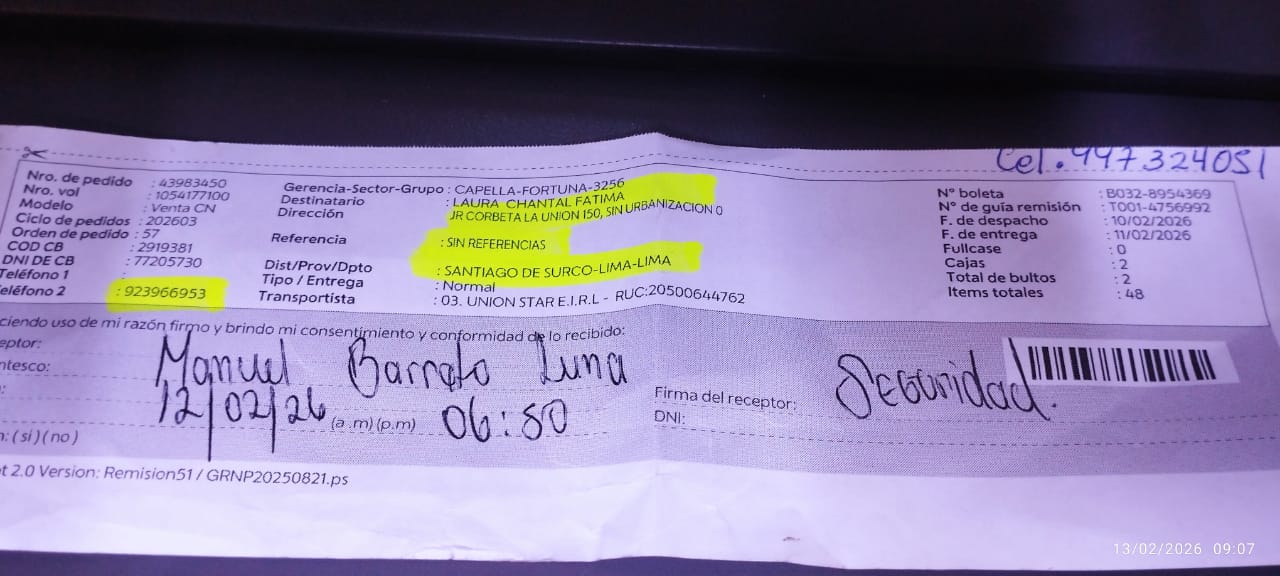 Cel. 997324051
Nro. de pedido : 43983450
Nro. vol : 1054177100
Modelo : Venta CN
Ciclo de pedidos : 202603
Orden de pedido : 57
COD CB : 2919381
DNI DE CB : 77205730
Teléfono 1 :
eléfono 2 : 923966953
Gerencia-Sector-Grupo : CAPELLA-FORTUNA-3256
Destinatario : LAURA CHANTAL FATIMA
Dirección JR CORBETA LA UNION 150, SIN URBANIZACION 0
Referencia : SIN REFERENCIAS
Dist/Prov/Dpto : SANTIAGO DE SURCO-LIMA-LIMA
Tipo / Entrega : Normal
Transportista : 03. UNION STAR E.I.R.L - RUC:20500644762
N° boleta : B032-8954369
N° de guía remisión : T001-4756992
F. de despacho : 10/02/2026
F. de entrega : 11/02/2026
Fullcase : 0
Cajas : 2
Total de bultos : 2
Items totales : 48
ciendo uso de mi razón firmo y brindo mi consentimiento y conformidad de lo recibido:
eptor: Manuel Barreto Luna
ntesco:
: 12/02/26 (a.m)(p.m) 06:50
Firma del receptor: Seguridad.
DNI:
n: (si)(no)
t 2.0 Version: Remision51 / GRNP20250821.ps
13/02/2026 09:07